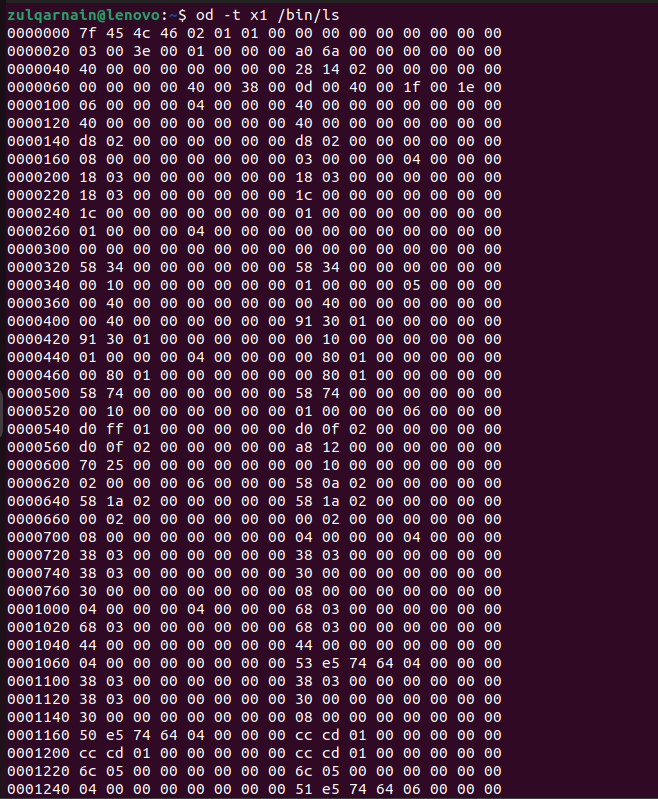 zulqarnain@lenovo:~$ od -t x1 /bin/ls
0000000 7f 45 4c 46 02 01 01 00 00 00 00 00 00 00 00 00
0000020 03 00 3e 00 01 00 00 00 a0 6a 00 00 00 00 00 00
0000040 40 00 00 00 00 00 00 00 28 14 02 00 00 00 00 00
0000060 00 00 00 00 40 00 38 00 0d 00 40 00 1f 00 1e 00
0000100 06 00 00 00 04 00 00 00 40 00 00 00 00 00 00 00
0000120 40 00 00 00 00 00 00 00 40 00 00 00 00 00 00 00
0000140 d8 02 00 00 00 00 00 00 d8 02 00 00 00 00 00 00
0000160 08 00 00 00 00 00 00 00 03 00 00 00 04 00 00 00
0000200 18 03 00 00 00 00 00 00 18 03 00 00 00 00 00 00
0000220 18 03 00 00 00 00 00 00 1c 00 00 00 00 00 00 00
0000240 1c 00 00 00 00 00 00 00 01 00 00 00 00 00 00 00
0000260 01 00 00 00 04 00 00 00 00 00 00 00 00 00 00 00
0000300 00 00 00 00 00 00 00 00 00 00 00 00 00 00 00 00
0000320 58 34 00 00 00 00 00 00 58 34 00 00 00 00 00 00
0000340 00 10 00 00 00 00 00 00 01 00 00 00 05 00 00 00
0000360 00 40 00 00 00 00 00 00 00 40 00 00 00 00 00 00
0000400 00 40 00 00 00 00 00 00 91 30 01 00 00 00 00 00
0000420 91 30 01 00 00 00 00 00 00 10 00 00 00 00 00 00
0000440 01 00 00 00 04 00 00 00 00 80 01 00 00 00 00 00
0000460 00 80 01 00 00 00 00 00 00 80 01 00 00 00 00 00
0000500 58 74 00 00 00 00 00 00 58 74 00 00 00 00 00 00
0000520 00 10 00 00 00 00 00 00 01 00 00 00 06 00 00 00
0000540 d0 ff 01 00 00 00 00 00 d0 0f 02 00 00 00 00 00
0000560 d0 0f 02 00 00 00 00 00 a8 12 00 00 00 00 00 00
0000600 70 25 00 00 00 00 00 00 00 10 00 00 00 00 00 00
0000620 02 00 00 00 06 00 00 00 58 0a 02 00 00 00 00 00
0000640 58 1a 02 00 00 00 00 00 58 1a 02 00 00 00 00 00
0000660 00 02 00 00 00 00 00 00 00 02 00 00 00 00 00 00
0000700 08 00 00 00 00 00 00 00 04 00 00 00 04 00 00 00
0000720 38 03 00 00 00 00 00 00 38 03 00 00 00 00 00 00
0000740 38 03 00 00 00 00 00 00 30 00 00 00 00 00 00 00
0000760 30 00 00 00 00 00 00 00 08 00 00 00 00 00 00 00
0001000 04 00 00 00 04 00 00 00 68 03 00 00 00 00 00 00
0001020 68 03 00 00 00 00 00 00 68 03 00 00 00 00 00 00
0001040 44 00 00 00 00 00 00 00 44 00 00 00 00 00 00 00
0001060 04 00 00 00 00 00 00 00 53 e5 74 64 04 00 00 00
0001100 38 03 00 00 00 00 00 00 38 03 00 00 00 00 00 00
0001120 38 03 00 00 00 00 00 00 30 00 00 00 00 00 00 00
0001140 30 00 00 00 00 00 00 00 08 00 00 00 00 00 00 00
0001160 50 e5 74 64 04 00 00 00 cc cd 01 00 00 00 00 00
0001200 cc cd 01 00 00 00 00 00 cc cd 01 00 00 00 00 00
0001220 6c 05 00 00 00 00 00 00 6c 05 00 00 00 00 00 00
0001240 04 00 00 00 00 00 00 00 51 e5 74 64 06 00 00 00